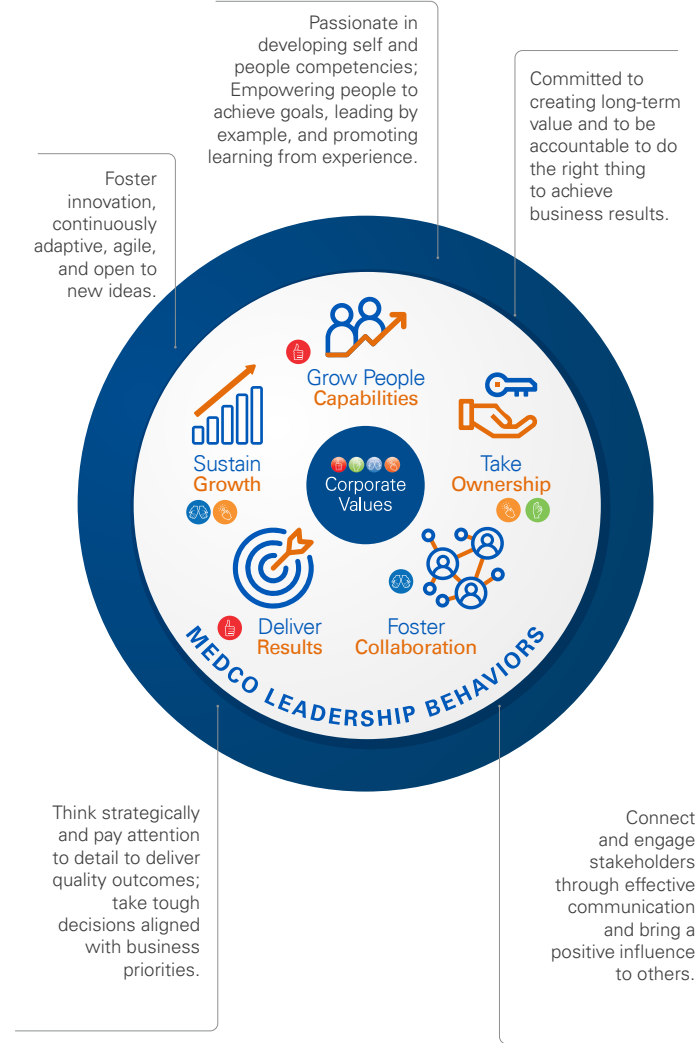 Passionate in
developing self and
people competencies;
Empowering people to
achieve goals, leading by
example, and promoting
learning from experience.
Committed to
creating long-term
value and to be
accountable to do
the right thing
to achieve
business results.
Foster
innovation,
continuously
adaptive, agile,
and open to
new ideas.
Grow People
Capabilities
Sustain
Growth
Corporate
Values
Take
Ownership
Deliver
Results
Foster
Collaboration
MEDCO LEADERSHIP BEHAVIORS
Think strategically
and pay attention
to detail to deliver
quality outcomes;
take tough
decisions aligned
with business
priorities.
Connect
and engage
stakeholders
through effective
communication
and bring a
positive influence
to others.